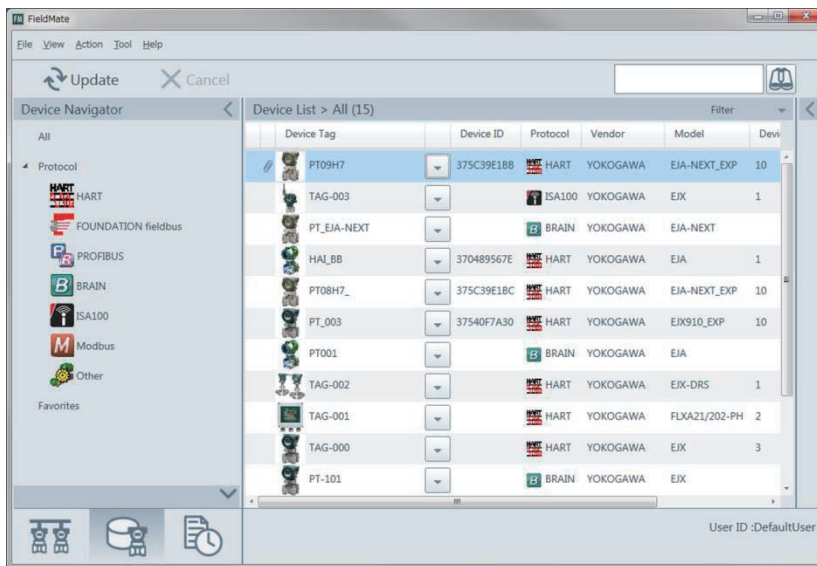 FieldMate
File View Action Tool Help
Update Cancel
Device Navigator
All
Protocol
HART
FOUNDATION fieldbus
PROFIBUS
BRAIN
ISA100
Modbus
Other
Favorites
Device List > All (15) Filter
Device Tag Device ID Protocol Vendor Model Devi
PT09H7 375C39E1B8 HART YOKOGAWA EJA-NEXT_EXP 10
TAG-003 ISA100 YOKOGAWA EJX 1
PT_EJA-NEXT BRAIN YOKOGAWA EJA-NEXT
HAI_BB 370489567E HART YOKOGAWA EJA 1
PT08H7_ 375C39E1BC HART YOKOGAWA EJA-NEXT_EXP 10
PT_003 37540F7A30 HART YOKOGAWA EJX910_EXP 10
PT001 BRAIN YOKOGAWA EJA
TAG-002 HART YOKOGAWA EJX-DRS 1
TAG-001 HART YOKOGAWA FLXA21/202-PH 2
TAG-000 HART YOKOGAWA EJX 3
PT-101 BRAIN YOKOGAWA EJX
User ID :DefaultUser